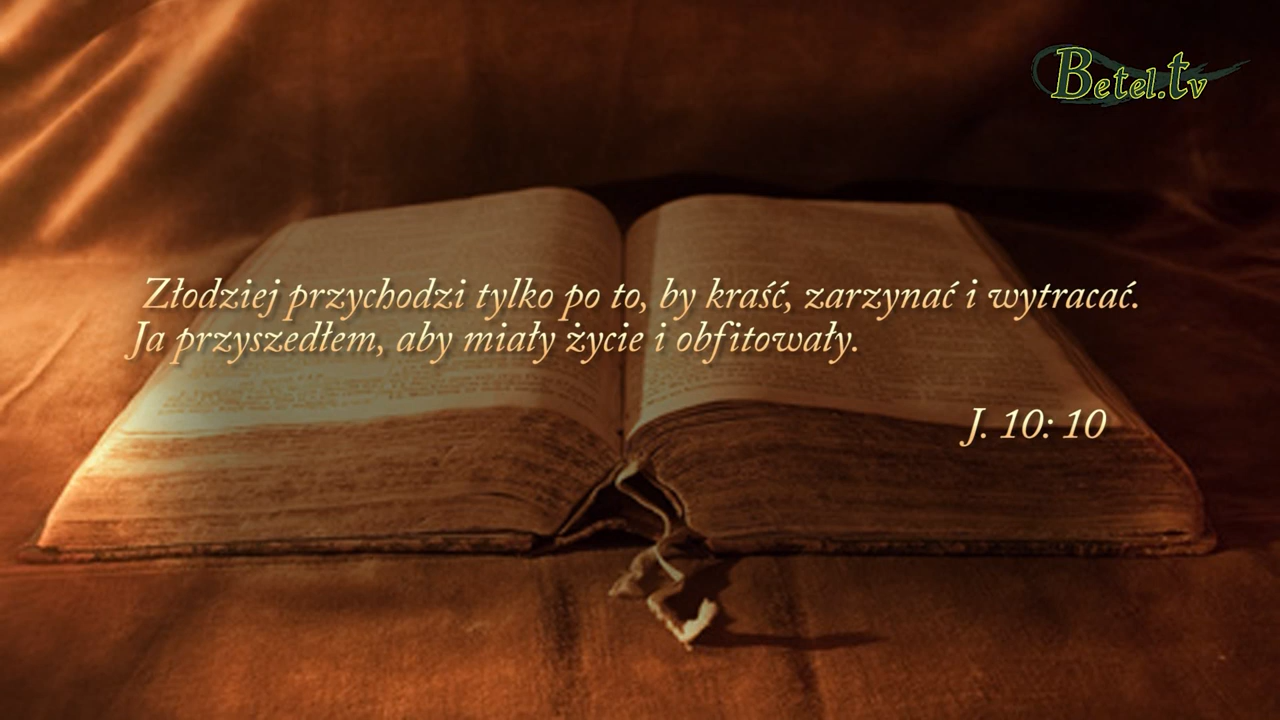 Betel.tv
Złodziej przychodzi tylko po to, by kraść, zarzynać i wytracać.
Ja przyszedłem, aby miały życie i obfitowały.
J. 10: 10